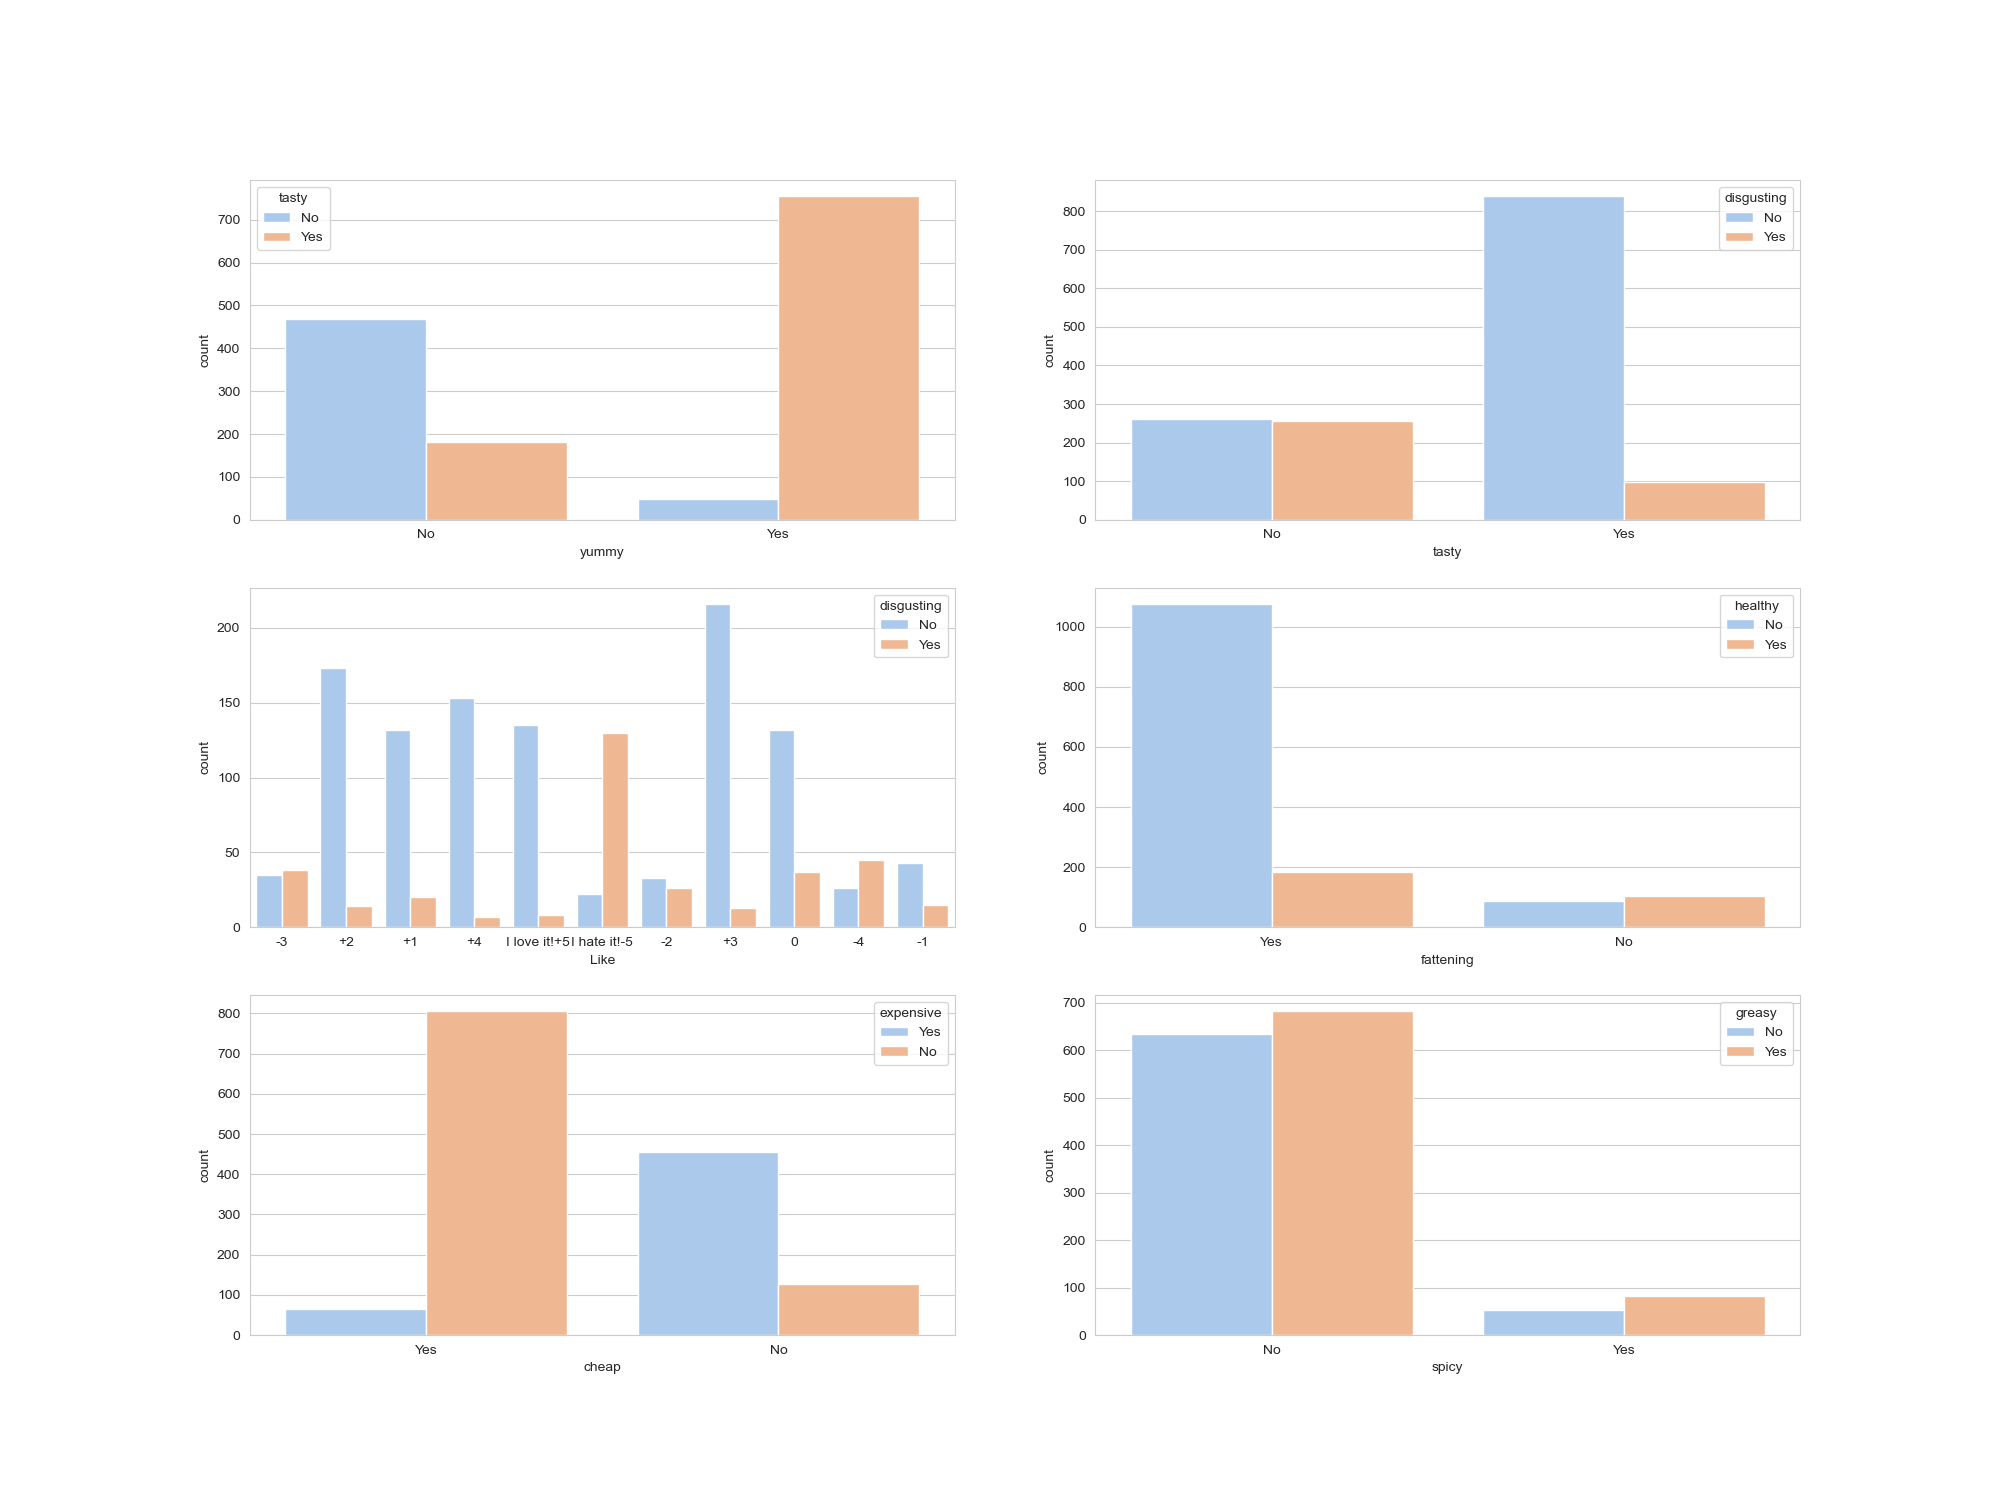 tasty
No
Yes
700
600
500
400
300
200
100
0
count
No Yes
yummy
disgusting
No
Yes
800
700
600
500
400
300
200
100
0
count
No Yes
tasty
disgusting
No
Yes
200
150
100
50
0
count
-3 +2 +1 +4 I love it!+5 I hate it!-5 -2 +3 0 -4 -1
Like
healthy
No
Yes
1000
800
600
400
200
0
count
Yes No
fattening
expensive
Yes
No
800
700
600
500
400
300
200
100
0
count
Yes No
cheap
greasy
No
Yes
700
600
500
400
300
200
100
0
count
No Yes
spicy